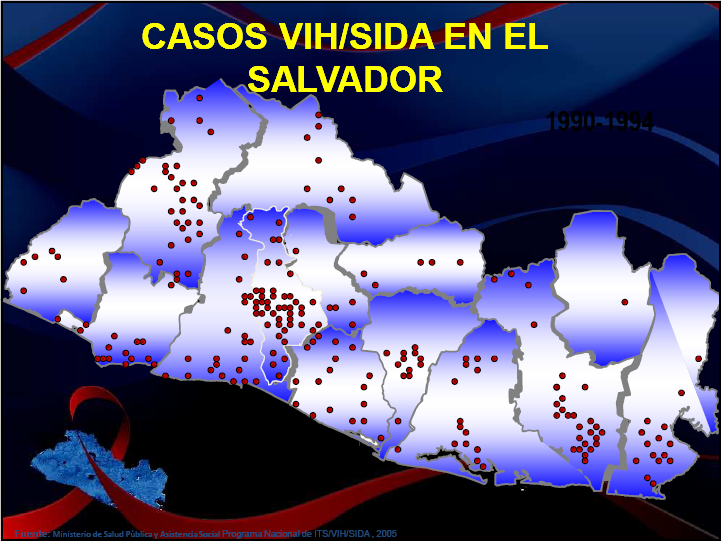 CASOS VIH/SIDA EN EL
SALVADOR
1990-1994
Fuente: Ministerio de Salud Pública y Asistencia Social Programa Nacional de ITS/VIH/SIDA , 2005